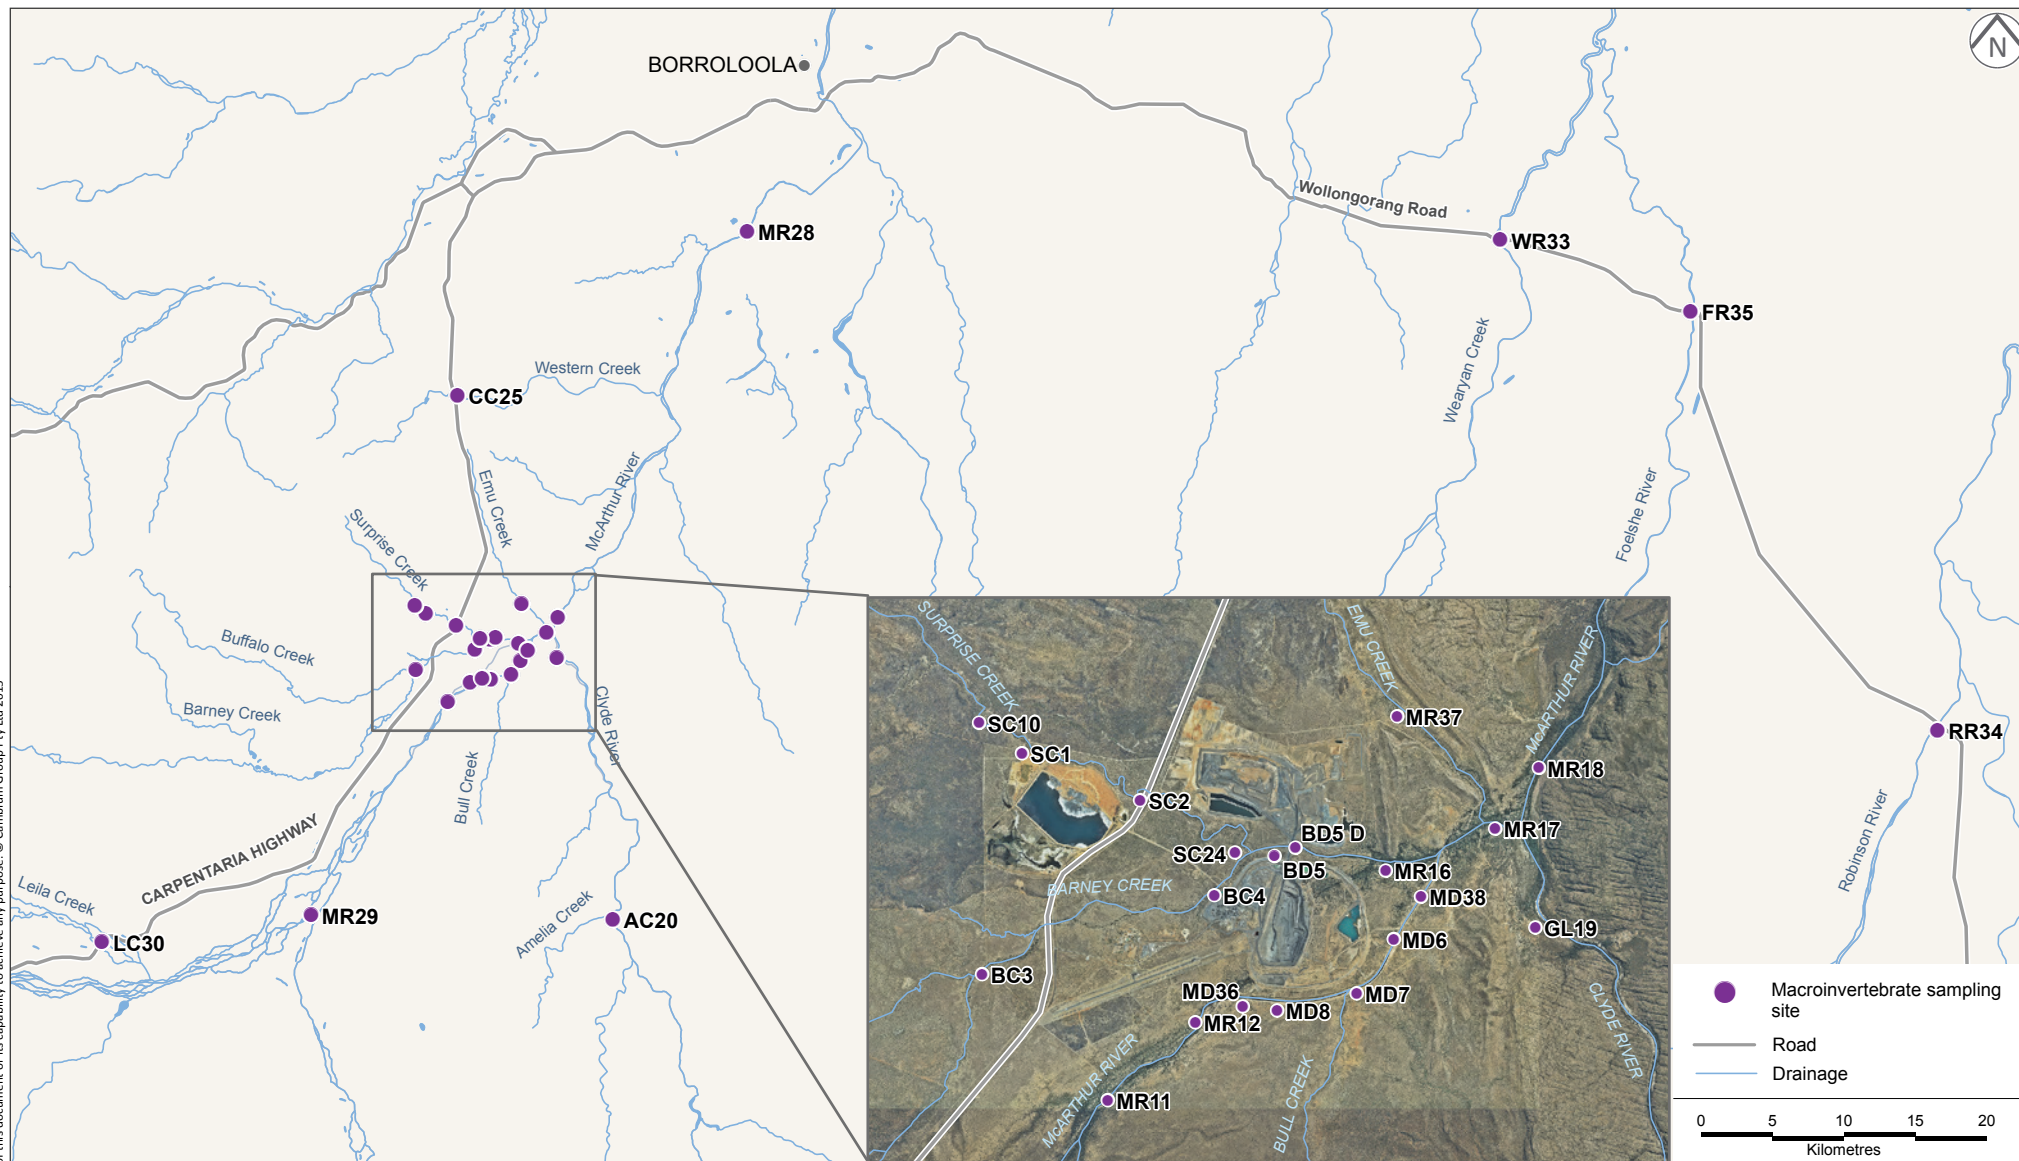 N
BORROLOOLA
MR28
Wollongorang Road
WR33
FR35
Western Creek
CC25
Wearyan Creek
Emu Creek
McArthur River
Surprise Creek
Foelshe River
Buffalo Creek
Barney Creek
Clyde River
Bull Creek
RR34
Robinson River
CARPENTARIA HIGHWAY
Leila Creek
MR29
LC30
Amelia Creek
AC20
SURPRISE CREEK
EMU CREEK
McARTHUR RIVER
SC10
MR37
SC1
MR18
SC2
MR17
BD5 D
SC24
BD5
MR16
BARNEY CREEK
BC4
MD38
GL19
MD6
BC3
MD36
MD7
MD8
MR12
CLYDE RIVER
McARTHUR RIVER
MR11
BULL CREEK
Macroinvertebrate sampling
site
Road
Drainage
0 5 10 15 20
Kilometres